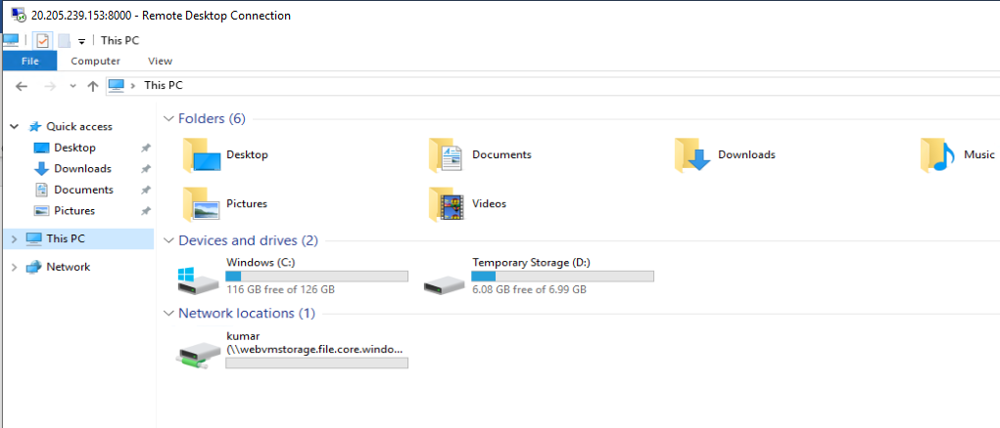 20.205.239.153:8000 - Remote Desktop Connection
This PC
File Computer View
This PC
Quick access
Desktop
Downloads
Documents
Pictures
This PC
Network
Folders (6)
Desktop
Documents
Downloads
Music
Pictures
Videos
Devices and drives (2)
Windows (C:)
116 GB free of 126 GB
Temporary Storage (D:)
6.08 GB free of 6.99 GB
Network locations (1)
kumar
(\\webvmstorage.file.core.windo...